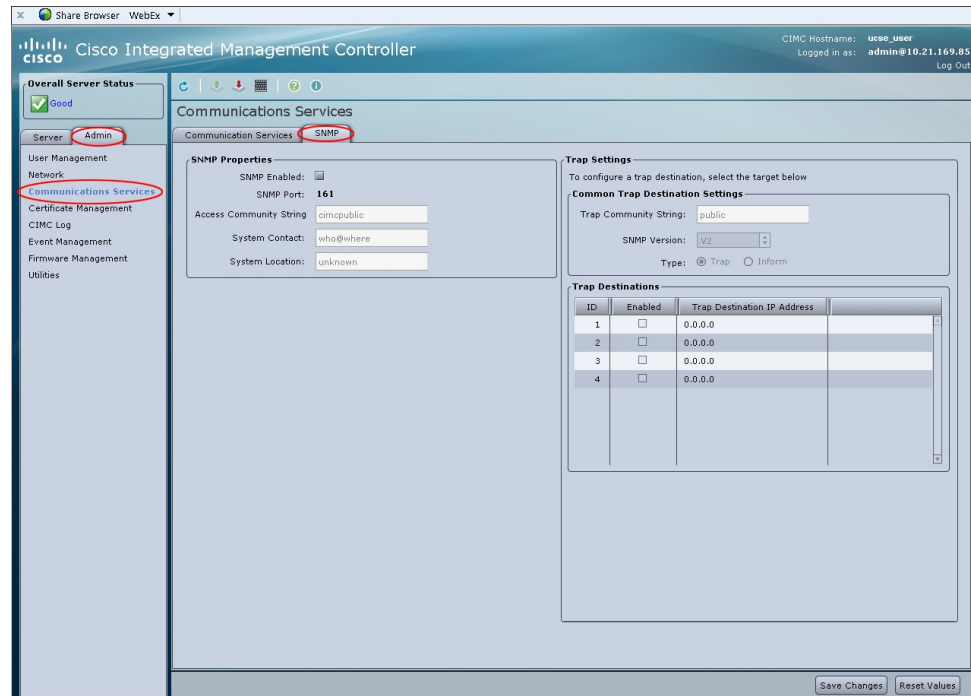 x Share Browser WebEx
CIMC Hostname: ucse_user
cisco Cisco Integrated Management Controller
Logged in as: admin@10.21.169.85
Log Out
Overall Server Status
Good
Server Admin
User Management
Network
Communications Services
Certificate Management
CIMC Log
Event Management
Firmware Management
Utilities
Communications Services
Communication Services SNMP
SNMP Properties
SNMP Enabled:
SNMP Port: 161
Access Community String cimcpublic
System Contact: who@where
System Location: unknown
Trap Settings
To configure a trap destination, select the target below
Common Trap Destination Settings
Trap Community String: public
SNMP Version: V2
Type: Trap Inform
Trap Destinations
ID Enabled Trap Destination IP Address
1 0.0.0.0
2 0.0.0.0
3 0.0.0.0
4 0.0.0.0
Save Changes Reset Values